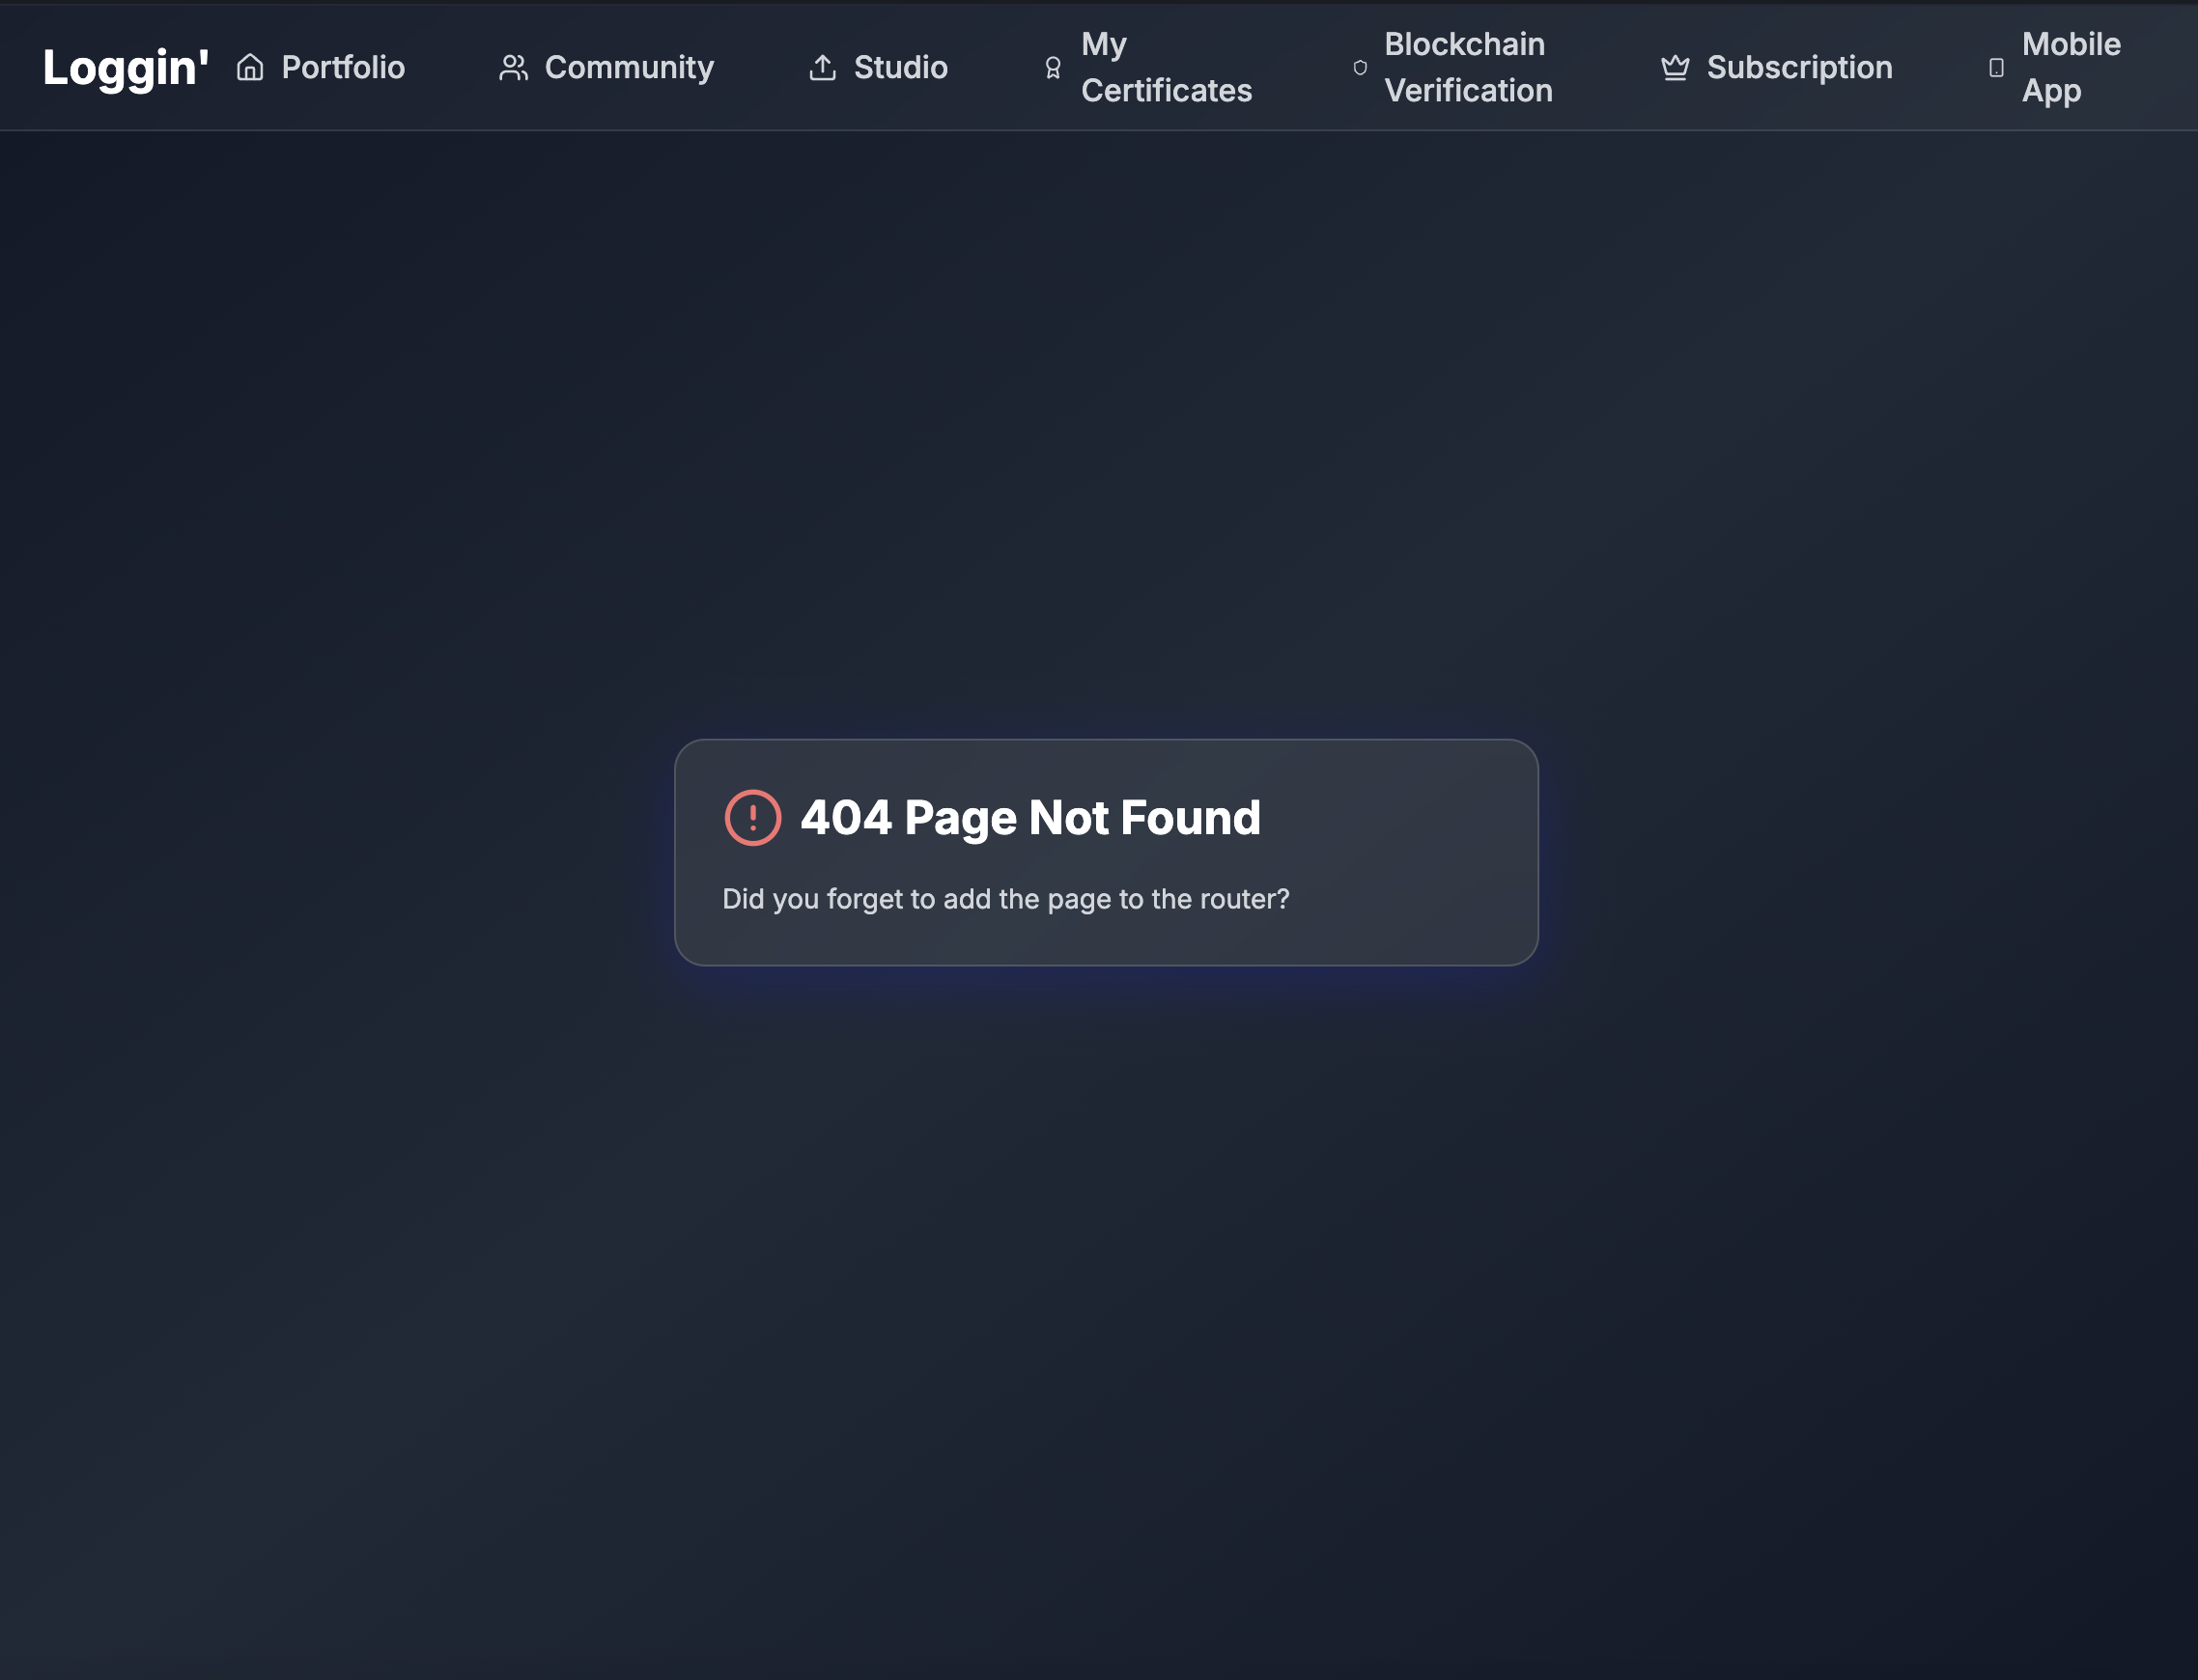 Loggin'
Portfolio
Community
Studio
My
Certificates
Blockchain
Verification
Subscription
Mobile
App
404 Page Not Found
Did you forget to add the page to the router?